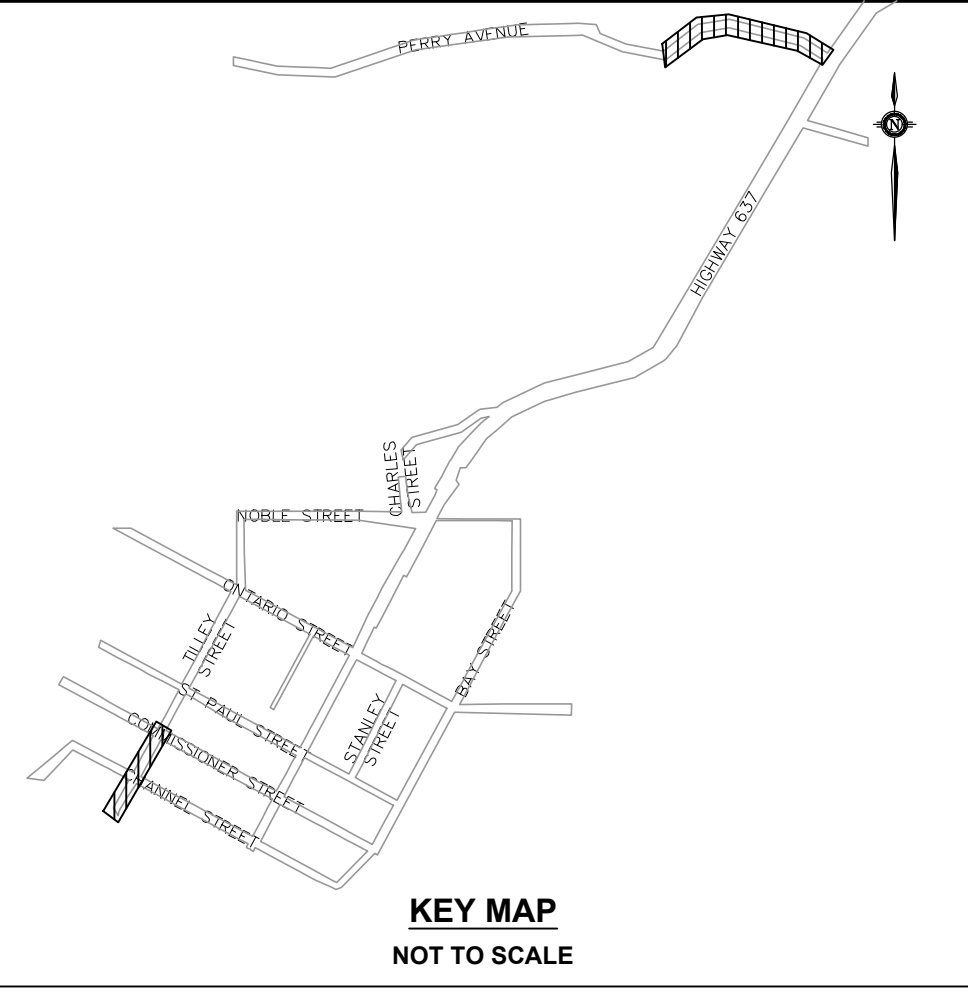 PERRY AVENUE
N
HIGHWAY 637
CHARLES
STREET
NOBLE STREET
ONTARIO STREET
TILLEY
STREET
BAY STREET
ST PAUL STREET
STANLEY
STREET
COMMISSIONER STREET
CHANNEL STREET
KEY MAP
NOT TO SCALE